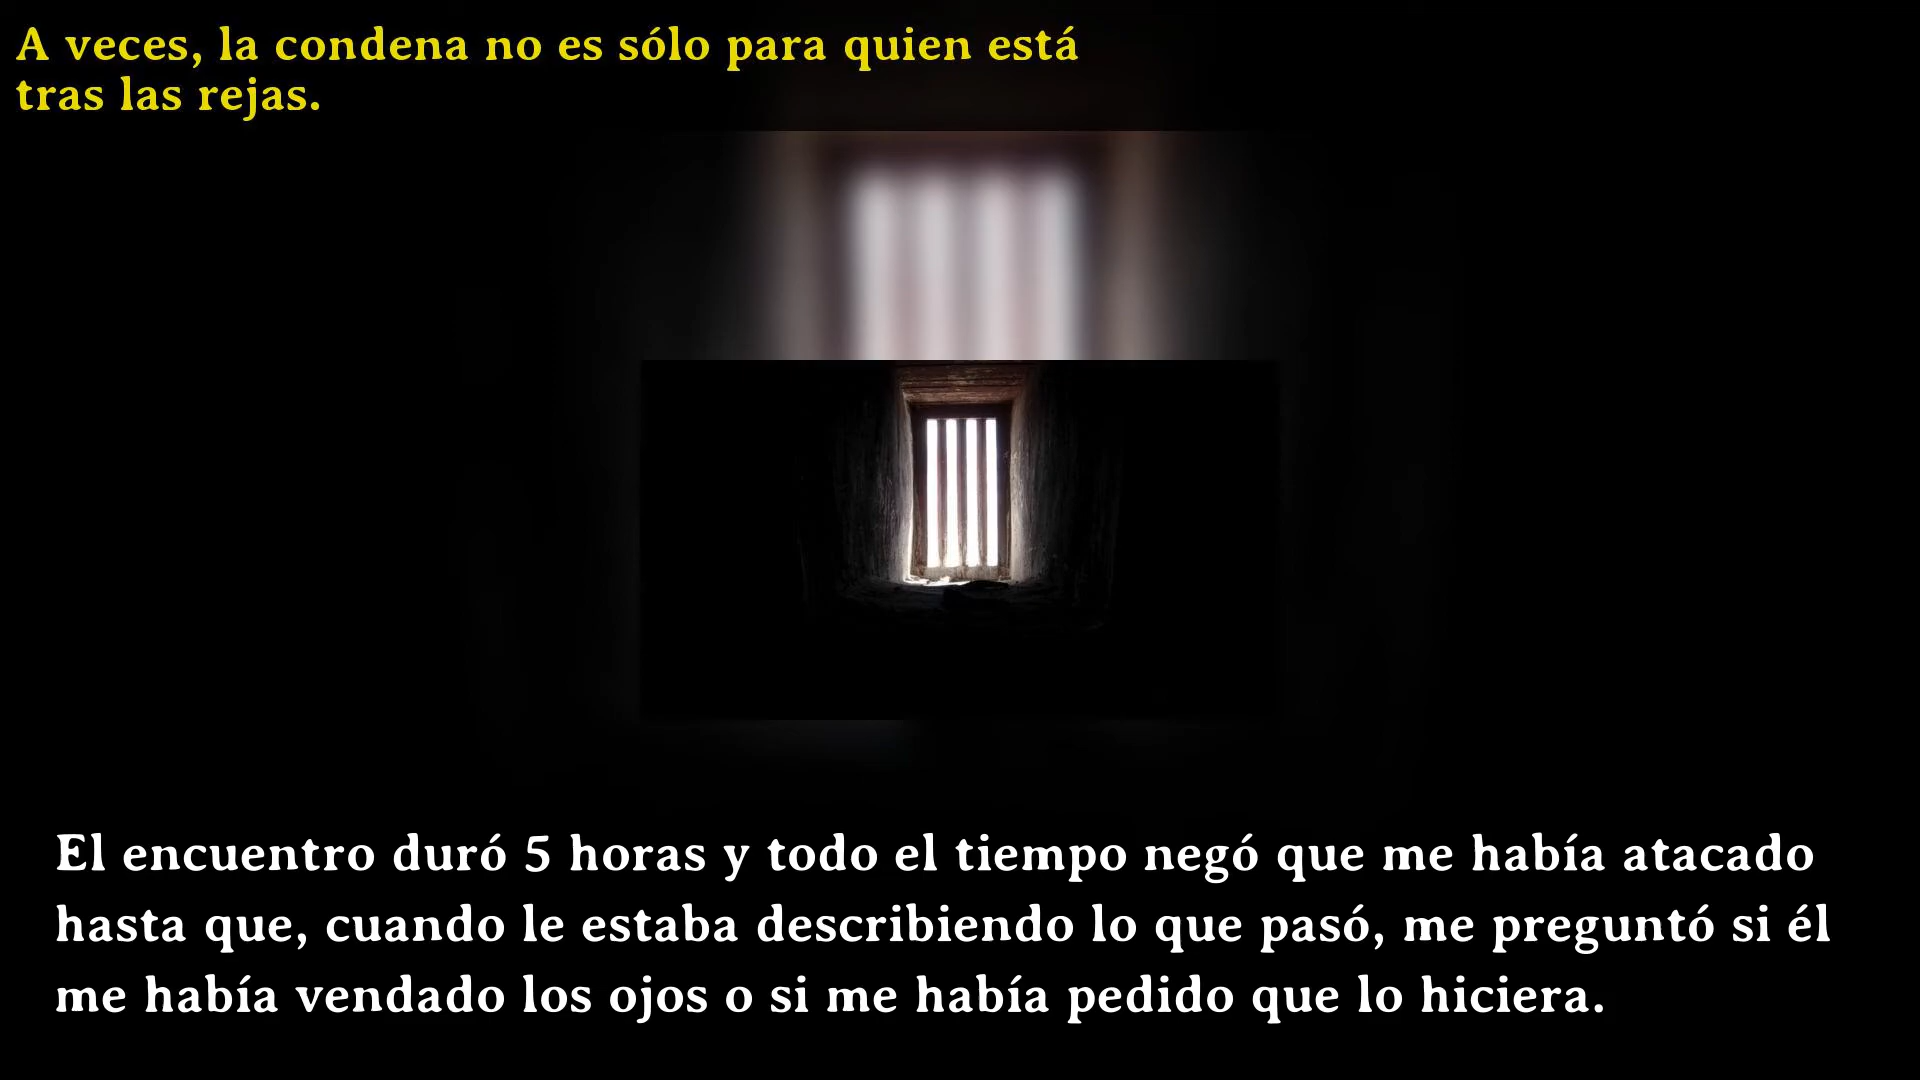 A veces, la condena no es sólo para quien está
tras las rejas.
El encuentro duró 5 horas y todo el tiempo negó que me había atacado
hasta que, cuando le estaba describiendo lo que pasó, me preguntó si él
me había vendado los ojos o si me había pedido que lo hiciera.